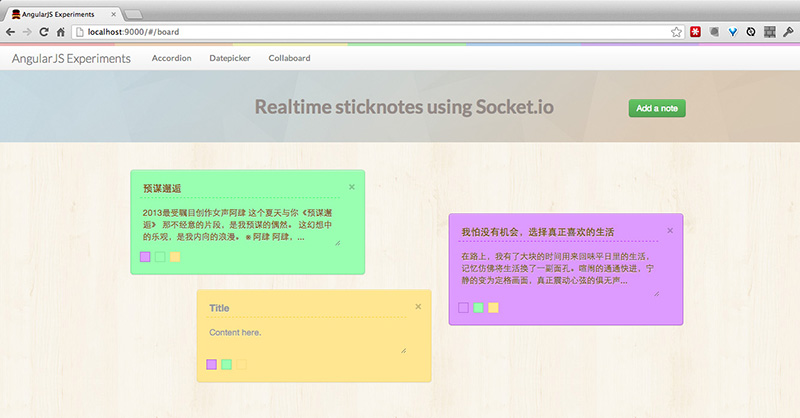 AngularJS Experiments
localhost:9000/#/board
AngularJS Experiments Accordion Datepicker Collaboard
Realtime sticknotes using Socket.io
Add a note
预谋邂逅
2013最受瞩目创作女声阿肆 这个夏天与你《预谋邂
逅》 那不经意的片段，是我预谋的偶然。 这幻想中
的乐观，是我内向的浪漫。※ 阿肆 阿肆，...
我怕没有机会，选择真正喜欢的生活
在路上，我有了大块的时间用来回味平日里的生活，
记忆仿佛将生活换了一副面孔。喧闹的通通快进，宁
静的变为定格画面，真正震动心弦的俱无声...
Title
Content here.